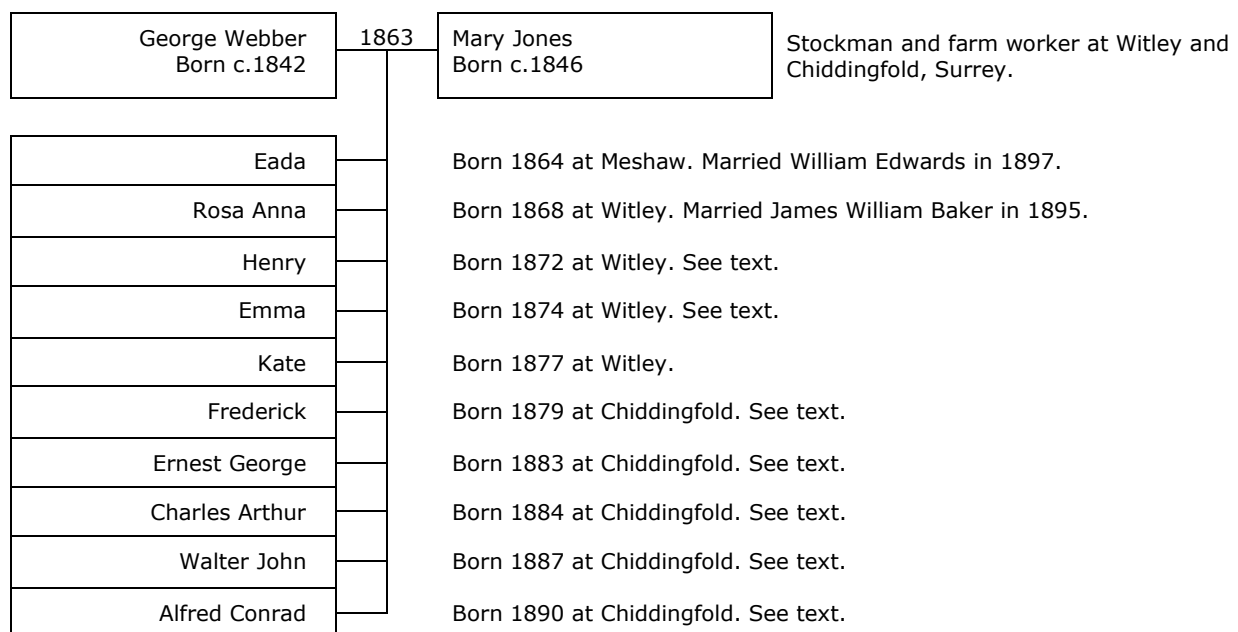 George Webber
Born c.1842
1863
Mary Jones
Born c.1846
Stockman and farm worker at Witley and
Chiddingfold, Surrey.
Eada
Born 1864 at Meshaw. Married William Edwards in 1897.
Rosa Anna
Born 1868 at Witley. Married James William Baker in 1895.
Henry
Born 1872 at Witley. See text.
Emma
Born 1874 at Witley. See text.
Kate
Born 1877 at Witley.
Frederick
Born 1879 at Chiddingfold. See text.
Ernest George
Born 1883 at Chiddingfold. See text.
Charles Arthur
Born 1884 at Chiddingfold. See text.
Walter John
Born 1887 at Chiddingfold. See text.
Alfred Conrad
Born 1890 at Chiddingfold. See text.